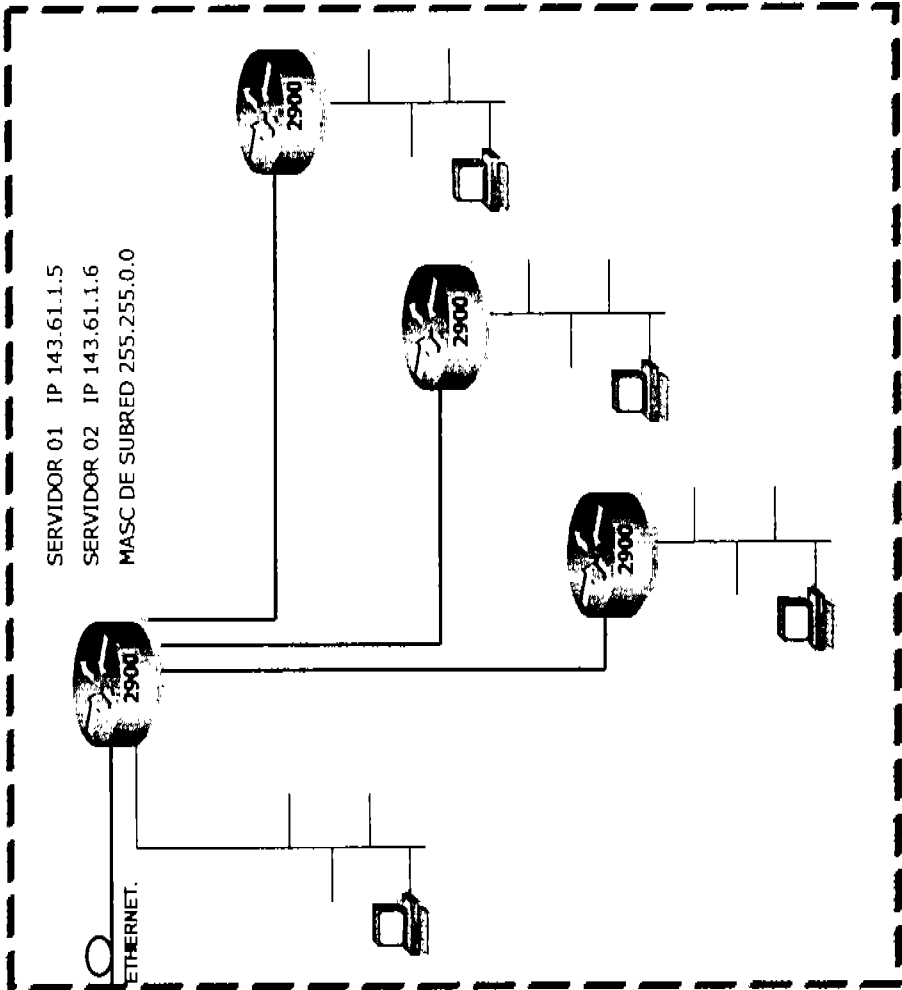 SERVIDOR 01 IP 143.61.1.5
SERVIDOR 02 IP 143.61.1.6
MASC DE SUBRED 255.255.0.0
2900
2900
2900
2900
ETHERNET.